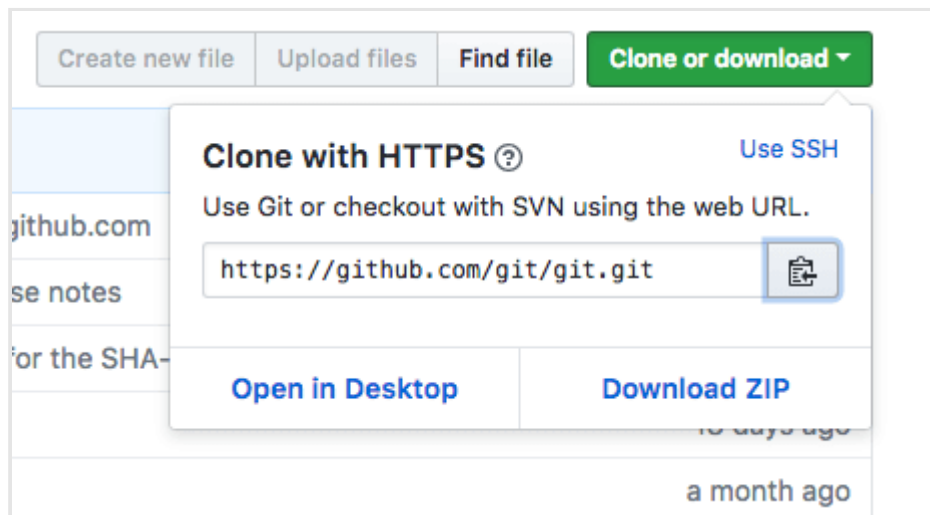 Create new file Upload files Find file Clone or download
Clone with HTTPS Use SSH
Use Git or checkout with SVN using the web URL.
github.com
https://github.com/git/git.git
se notes
for the SHA-
Open in Desktop Download ZIP
days ago
a month ago